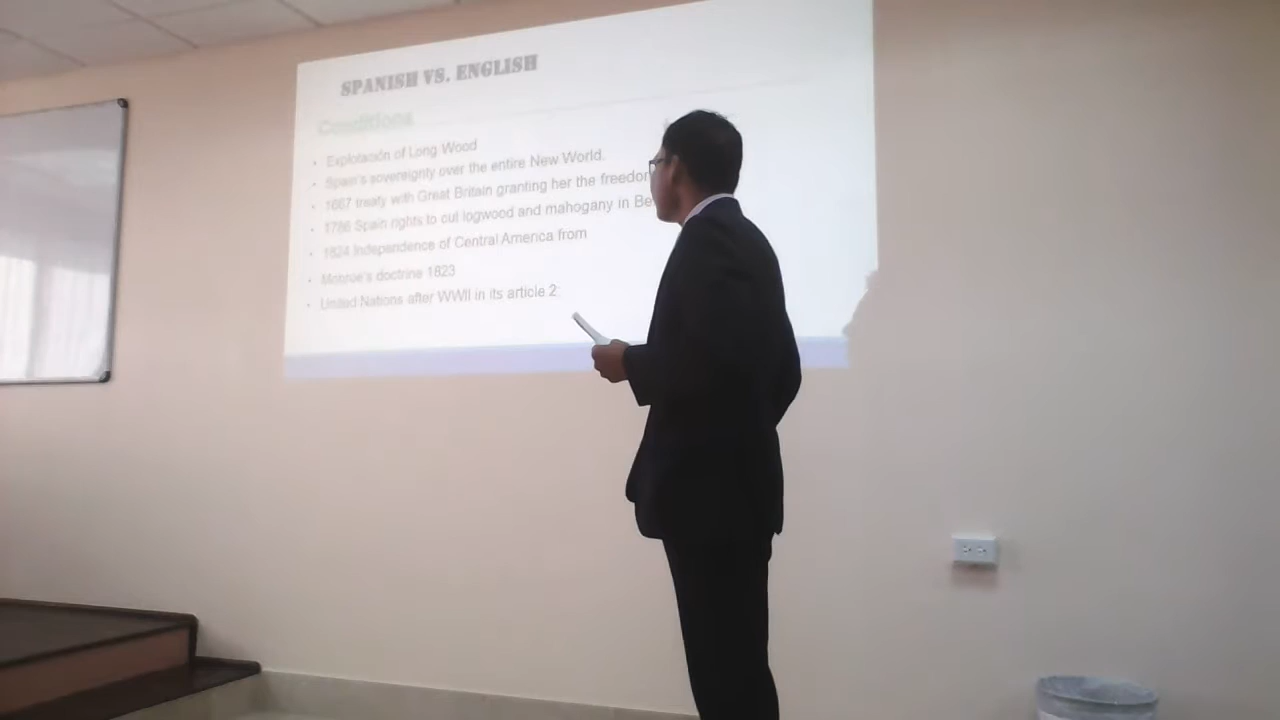 SPANISH VS. ENGLISH
Conditions
• Explotación of Long Wood
• Spain's sovereignty over the entire New World.
• 1667 treaty with Great Britain granting her the freedom
• 1786 Spain rights to cut logwood and mahogany in Be
• 1824 Independence of Central America from
• Monroe's doctrine 1823
• United Nations after WWII in its article 2: